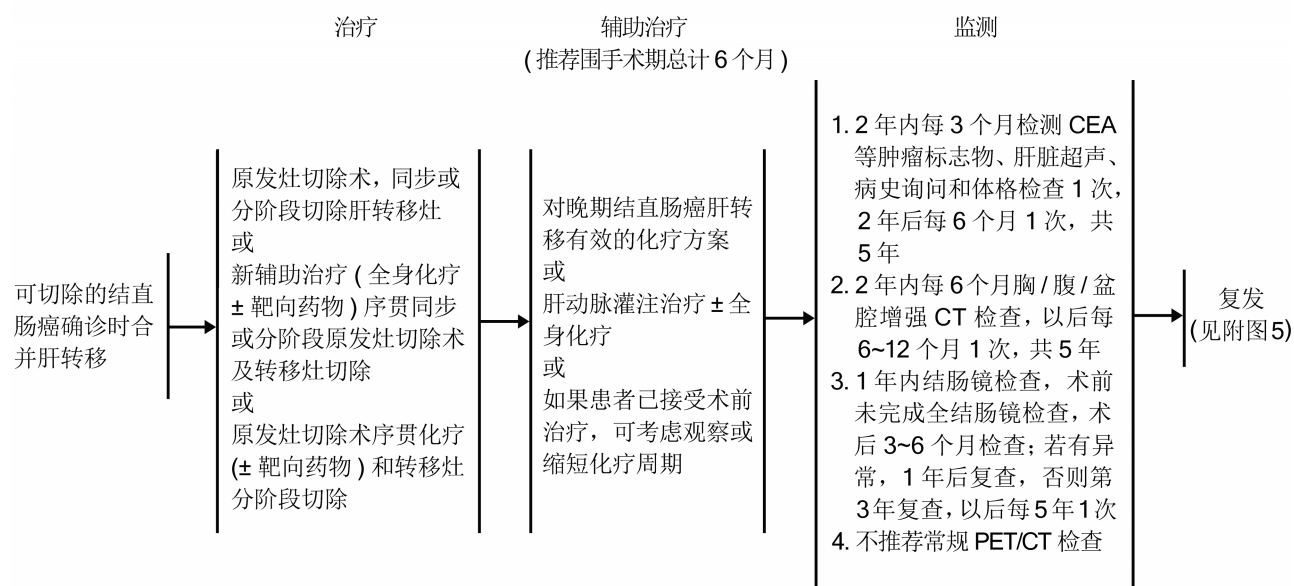 治疗
辅助治疗
(推荐围手术期总计 6 个月)
监测
可切除的结直
肠癌确诊时合
并肝转移
原发灶切除术，同步或
分阶段切除肝转移灶
或
新辅助治疗 ( 全身化疗
± 靶向药物 ) 序贯同步
或分阶段原发灶切除术
及转移灶切除
或
原发灶切除术序贯化疗
(± 靶向药物 ) 和转移灶
分阶段切除
对晚期结直肠癌肝转
移有效的化疗方案
或
肝动脉灌注治疗 ± 全
身化疗
或
如果患者已接受术前
治疗，可考虑观察或
缩短化疗周期
1. 2 年内每 3 个月检测 CEA
等肿瘤标志物、肝脏超声、
病史询问和体格检查 1 次，
2 年后每 6 个月 1 次，共
5 年
2. 2 年内每 6 个月胸 / 腹 / 盆
腔增强 CT 检查，以后每
6~12 个月 1 次，共 5 年
3. 1 年内结肠镜检查，术前
未完成全结肠镜检查，术
后 3~6 个月检查；若有异
常，1 年后复查，否则第
3 年复查，以后每 5 年 1 次
4. 不推荐常规 PET/CT 检查
复发
(见附图 5)